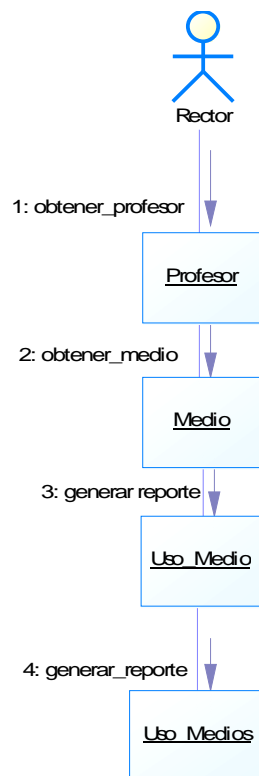 Rector
1: obtener_profesor
Profesor
2: obtener_medio
Medio
3: generar reporte
Uso_Medio
4: generar_reporte
Uso_Medios